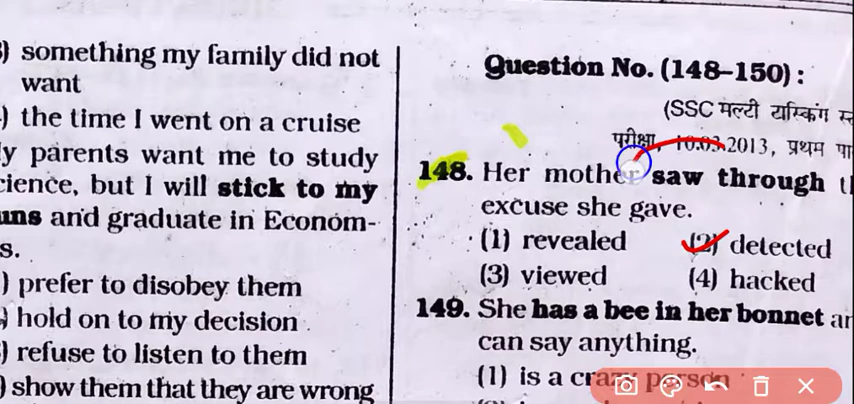 something my family did not
want
the time I went on a cruise
parents want me to study
but I will stick to my
and graduate in Econom-
s.
) prefer to disobey them
hold on to my decision
refuse to listen to them
) show them that they are wrong
Question No. (148–150) :
(SSC मल्टी टास्किंग
परीक्षा, 10.03.2013, प्रथम
148. Her mother saw through
excuse she gave.
(1) revealed (2) detected
(3) viewed (4) hacked
149. She has a bee in her bonnet
can say anything.
(1) is a crazy person